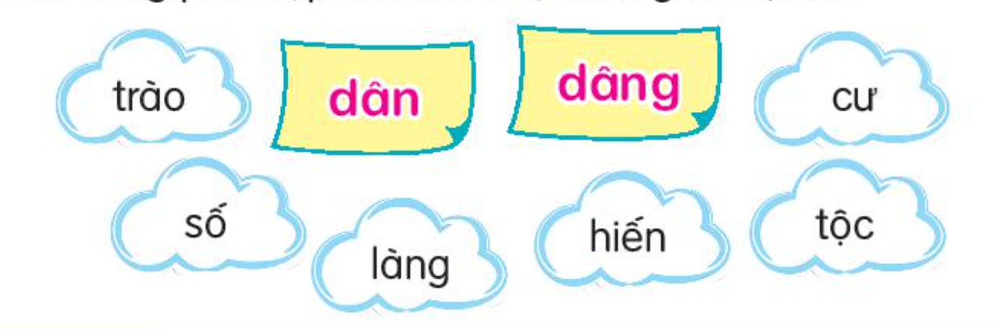 trào dân dâng cư
số làng hiến tộc